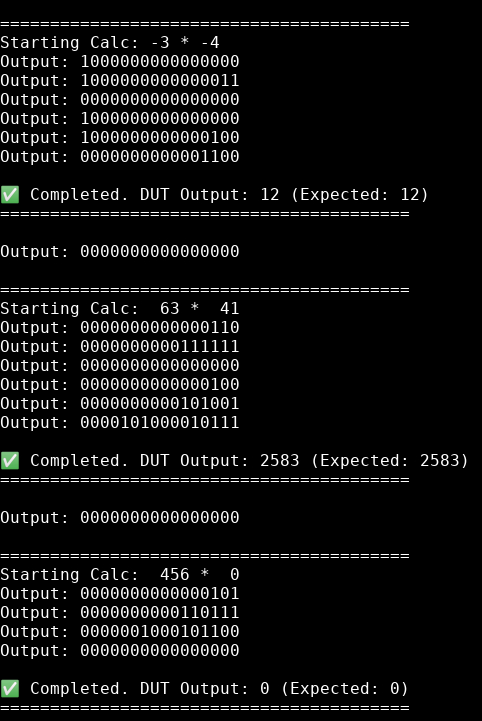 =========================================
Starting Calc: -3 * -4
Output: 1000000000000000
Output: 1000000000000011
Output: 0000000000000000
Output: 1000000000000000
Output: 1000000000000100
Output: 0000000000001100
✅ Completed. DUT Output: 12 (Expected: 12)
=========================================
Output: 0000000000000000
=========================================
Starting Calc:  63 *  41
Output: 0000000000000110
Output: 0000000000111111
Output: 0000000000000000
Output: 0000000000000100
Output: 0000000000101001
Output: 0000101000010111
✅ Completed. DUT Output: 2583 (Expected: 2583)
=========================================
Output: 0000000000000000
=========================================
Starting Calc:  456 *  0
Output: 0000000000000101
Output: 0000000000110111
Output: 0000001000101100
Output: 0000000000000000
✅ Completed. DUT Output: 0 (Expected: 0)
=========================================